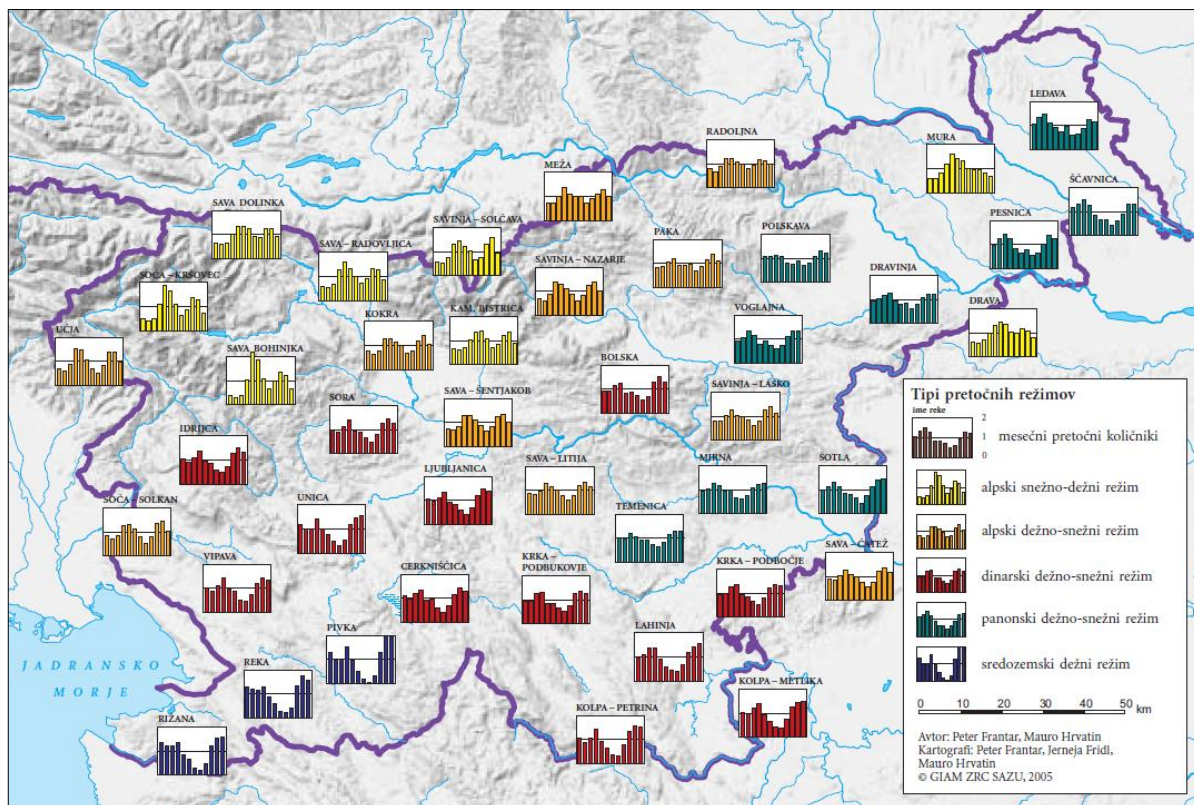 LEDAVA
RADOLJNA
MURA
MEŽA
ŠČAVNICA
SAVA DOLINKA
SAVINJA – SOLČAVA
PESNICA
SAVA – RADOVLJICA
PAKA
POLSKAVA
SOČA – KRŠOVEC
SAVINJA – NAZARJE
DRAVINJA
DRAVA
UČJA
KOKRA
KAM. BISTRICA
VOGLAJNA
SAVA BOHINJKA
BOLSKA
SORA
SAVA – ŠENTJAKOB
SAVINJA – LAŠKO
IDRIJCA
LJUBLJANICA
SAVA – LITIJA
MIRNA
SOTLA
SOČA – SOLKAN
UNICA
TEMENICA
VIPAVA
CERKNIŠČICA
KRKA –
PODBUKOVJE
KRKA – PODBOČJE
SAVA – ČATEŽ
PIVKA
LAHINJA
REKA
KOLPA – METLIKA
RIŽANA
KOLPA – PETRINA
JADRANSKO
MORJE
Tipi pretočnih režimov
ime reke
2
1
0
mesečni pretočni količniki
alpski snežno-dežni režim
alpski dežno-snežni režim
dinarski dežno-snežni režim
panonski dežno-snežni režim
sredozemski dežni režim
0 10 20 30 40 50 km
Avtor: Peter Frantar, Mauro Hrvatin
Kartografi: Peter Frantar, Jerneja Fridl,
Mauro Hrvatin
© GIAM ZRC SAZU, 2005